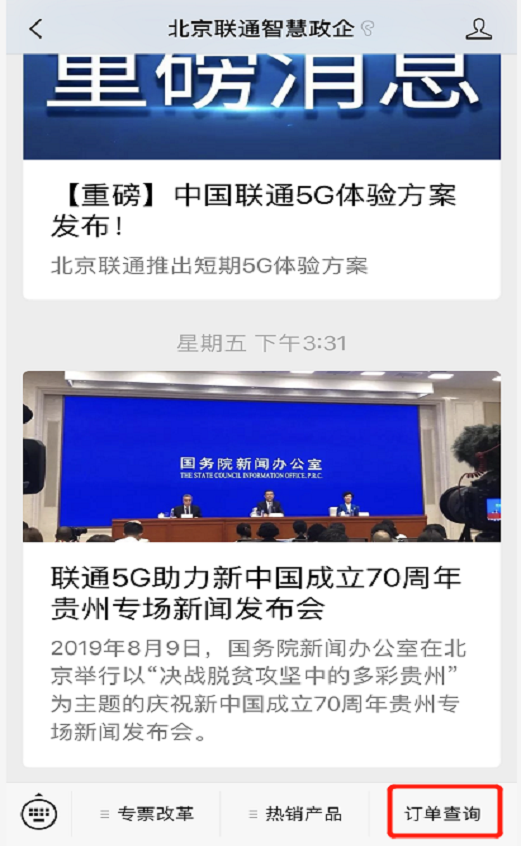 北京联通智慧政企
重磅消息
【重磅】中国联通5G体验方案
发布!
北京联通推出短期5G体验方案
星期五 下午3:31
国务院新闻办公室
THE STATE COUNCIL INFORMATION OFFICE, P.R.C.
联通5G助力新中国成立70周年
贵州专场新闻发布会
2019年8月9日，国务院新闻办公室在北
京举行以“决战脱贫攻坚中的多彩贵州”
为主题的庆祝新中国成立70周年贵州专
场新闻发布会。
专票改革 热销产品 订单查询